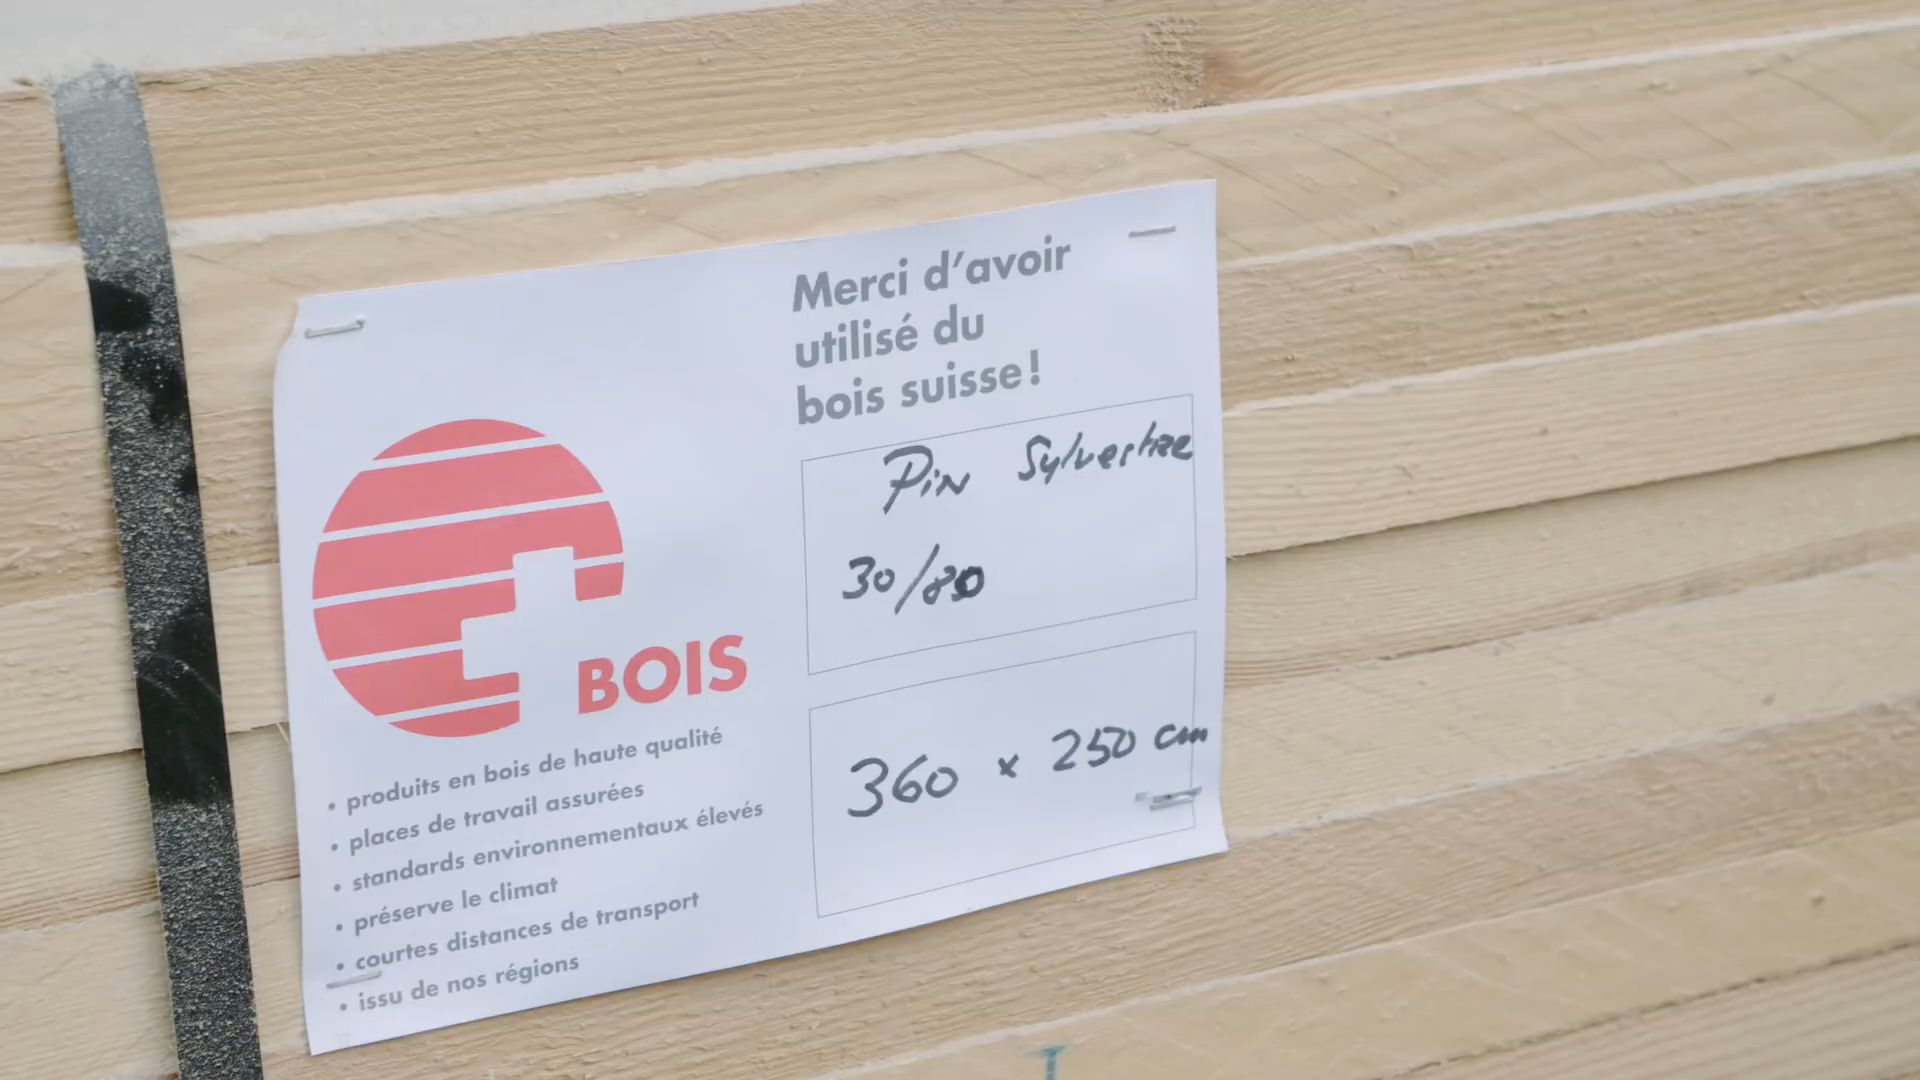 Merci d'avoir
utilisé du
bois suisse!
Pin Sylvestre
30/80
360 x 250 cm
BOIS
• produits en bois de haute qualité
• places de travail assurées
• standards environnementaux élevés
• préserve le climat
• courtes distances de transport
• issu de nos régions